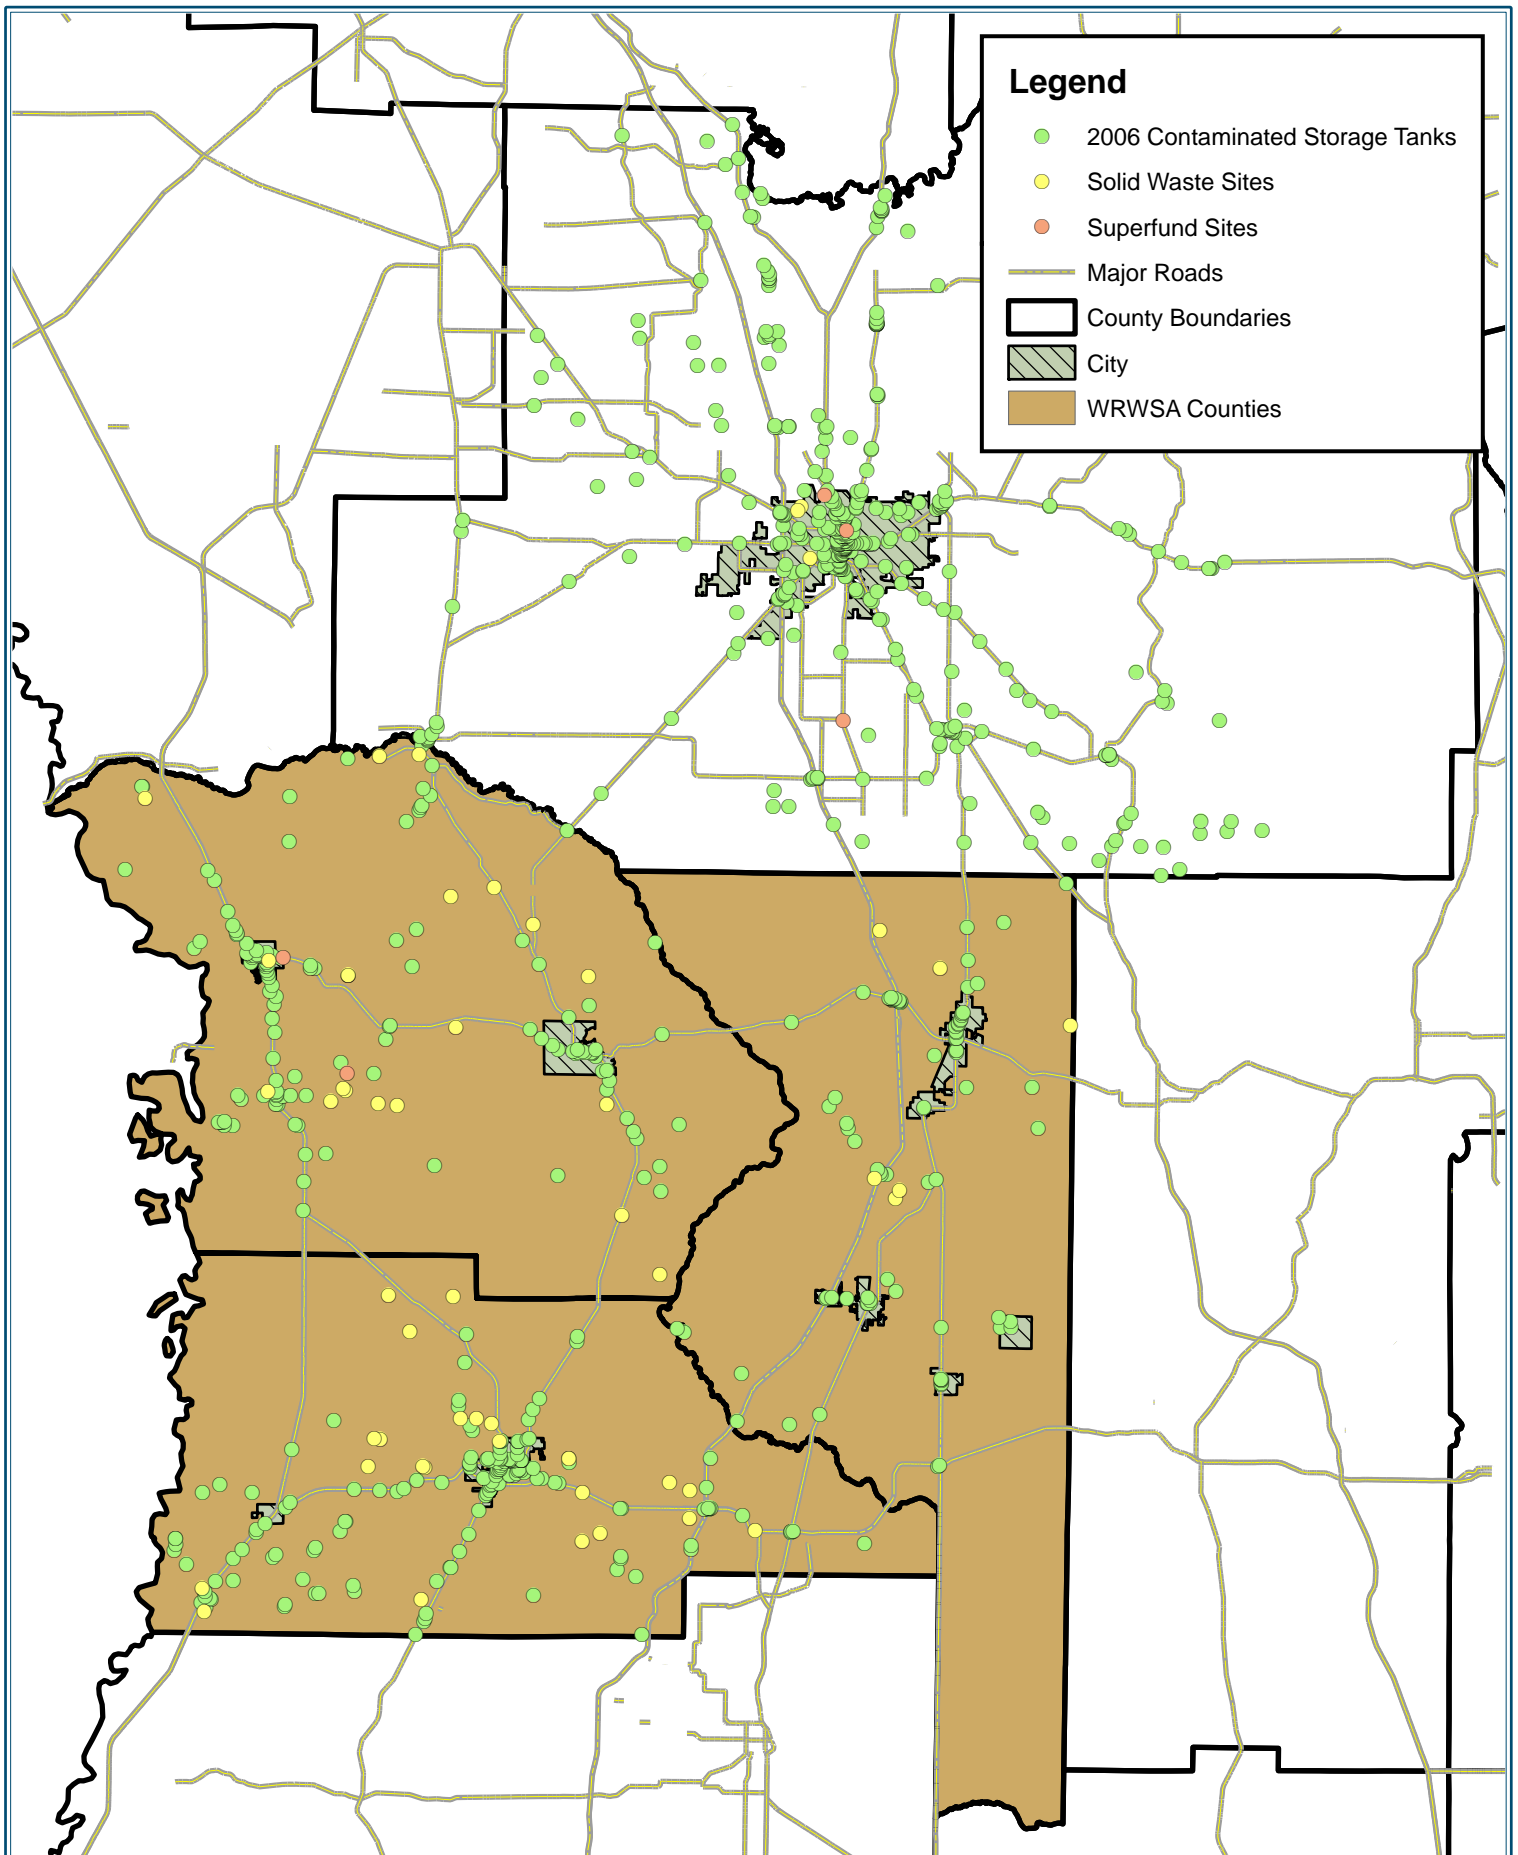 Legend
2006 Contaminated Storage Tanks
Solid Waste Sites
Superfund Sites
Major Roads
County Boundaries
City
WRWSA Counties